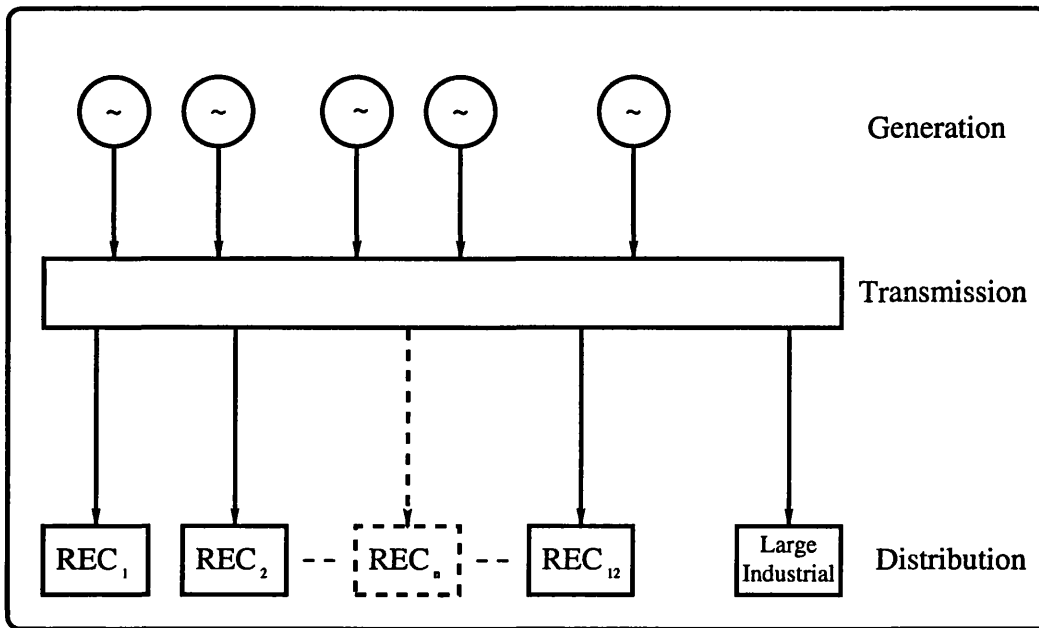 ~ ~ ~ ~ ~
Generation
Transmission
REC₁ REC₂ -- RECₙ -- REC₁₂
Large
Industrial
Distribution